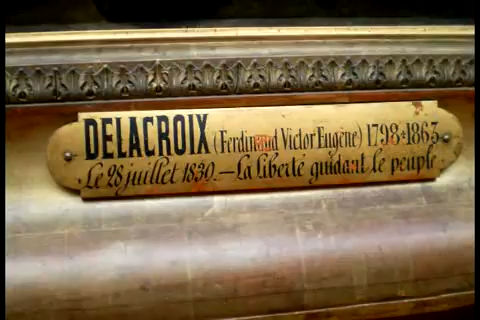 DELACROIX (Ferdinand Victor Eugène) 1798-1863
Le 28 juillet 1830.—La liberté guidant le peuple